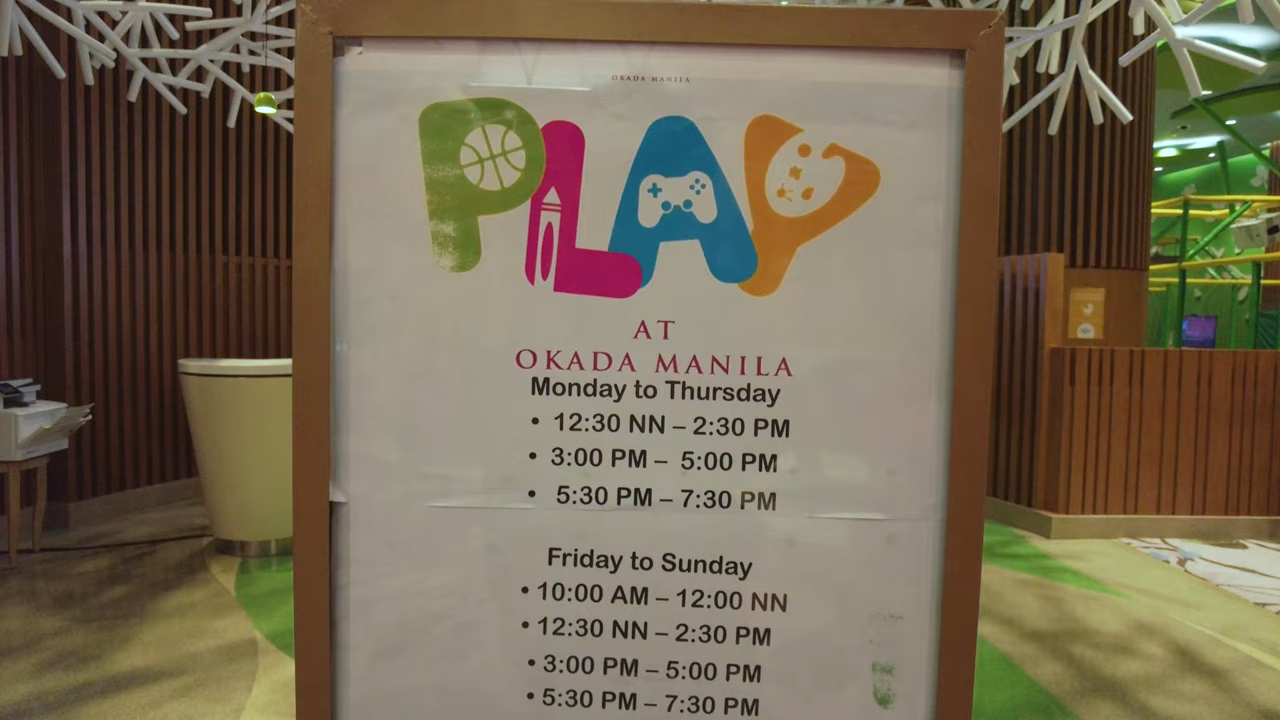 OKADA MANILA
PLAY
AT
OKADA MANILA
Monday to Thursday
• 12:30 NN – 2:30 PM
• 3:00 PM – 5:00 PM
• 5:30 PM – 7:30 PM
Friday to Sunday
• 10:00 AM – 12:00 NN
• 12:30 NN – 2:30 PM
• 3:00 PM – 5:00 PM
• 5:30 PM – 7:30 PM